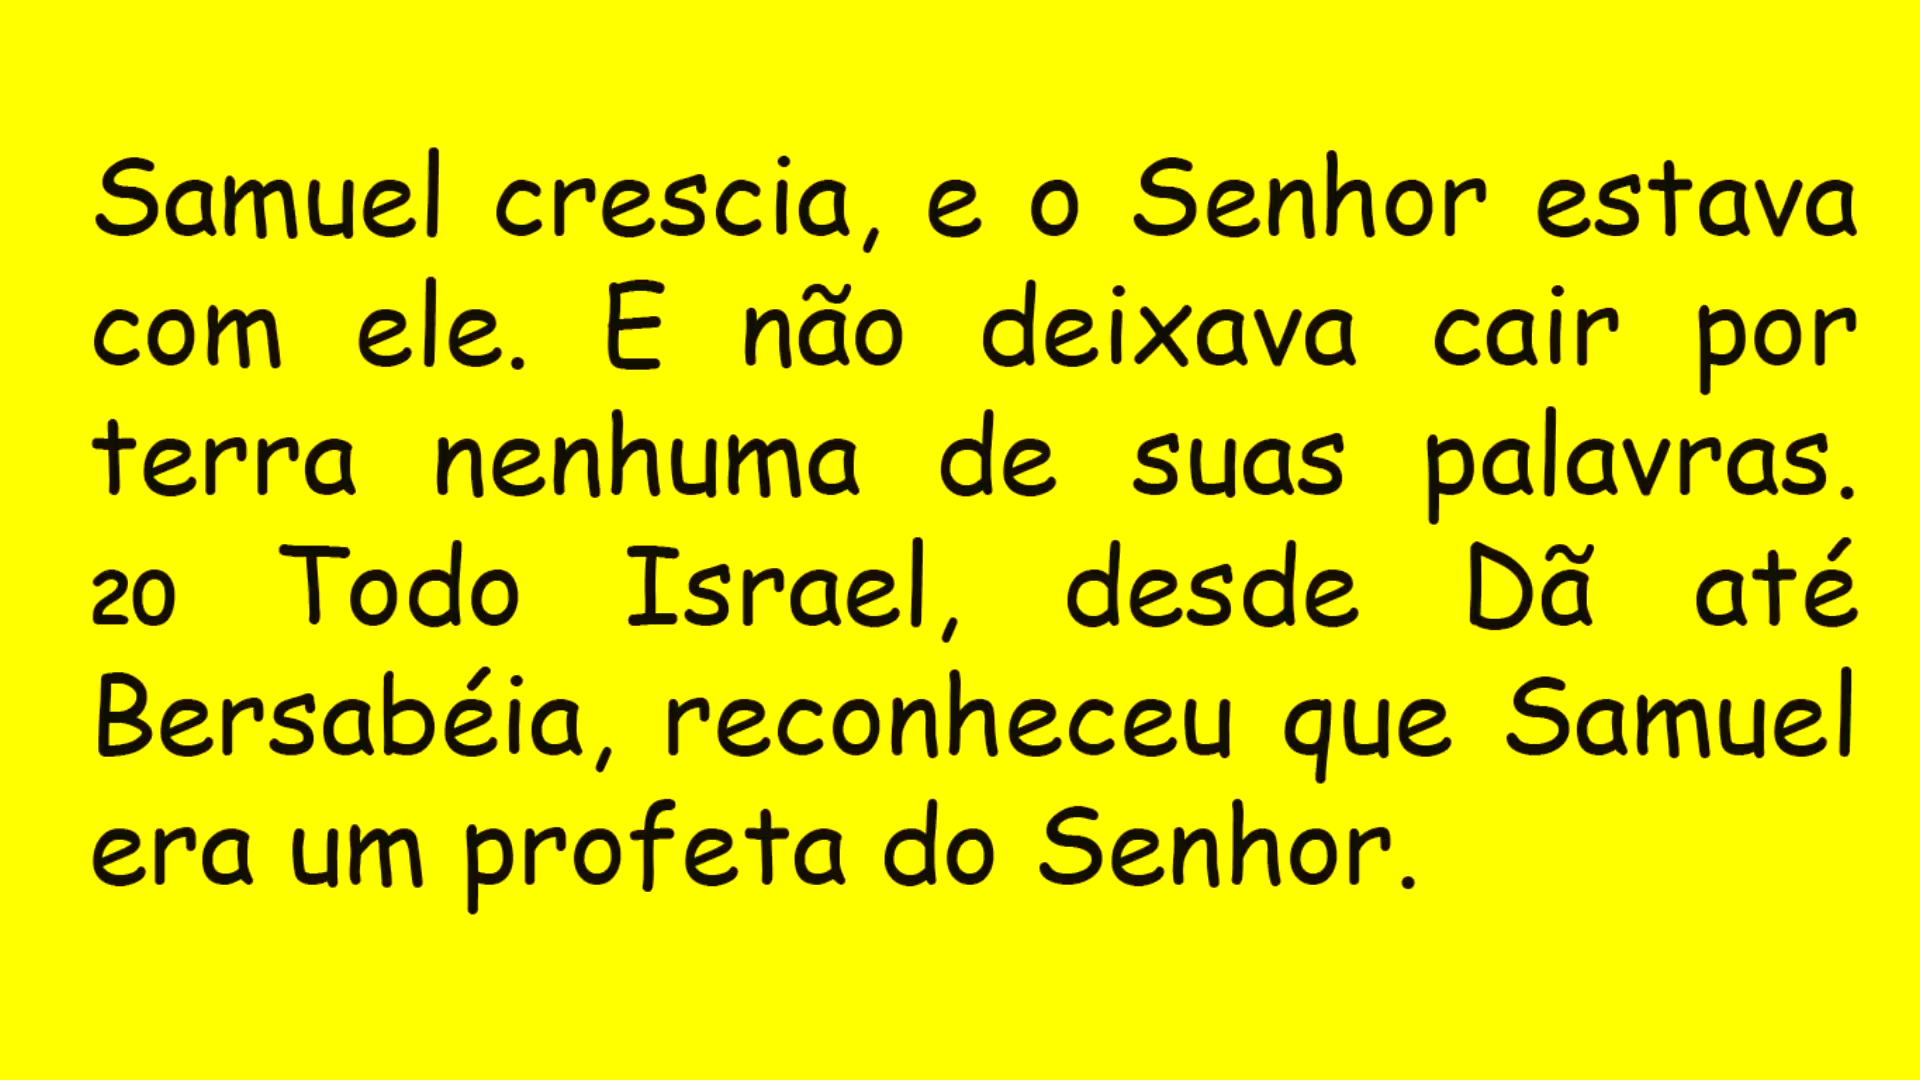 Samuel crescia, e o Senhor estava
com ele. E não deixava cair por
terra nenhuma de suas palavras.
20 Todo Israel, desde Dã até
Bersabéia, reconheceu que Samuel
era um profeta do Senhor.